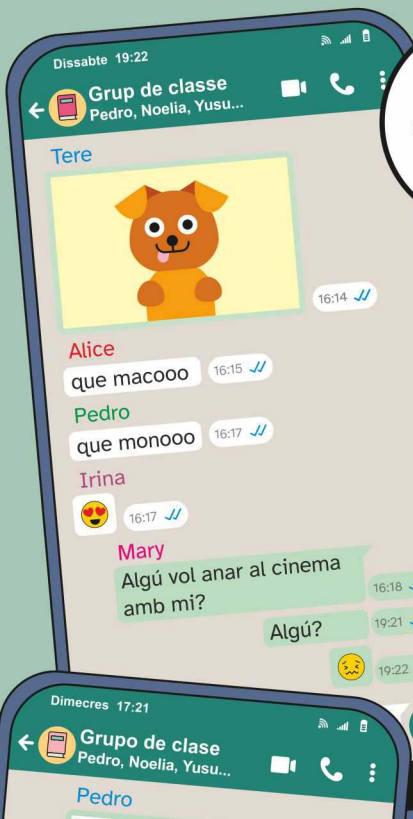 Dissabte 19:22
Grup de classe
Pedro, Noelia, Yusu...
Tere
16:14
Alice
que macooo 16:15
Pedro
que monooo 16:17
Irina
16:17
Mary
Algú vol anar al cinema
amb mi?
16:18
Algú? 19:21
19:22
Dimecres 17:21
Grupo de clase
Pedro, Noelia, Yusu...
Pedro